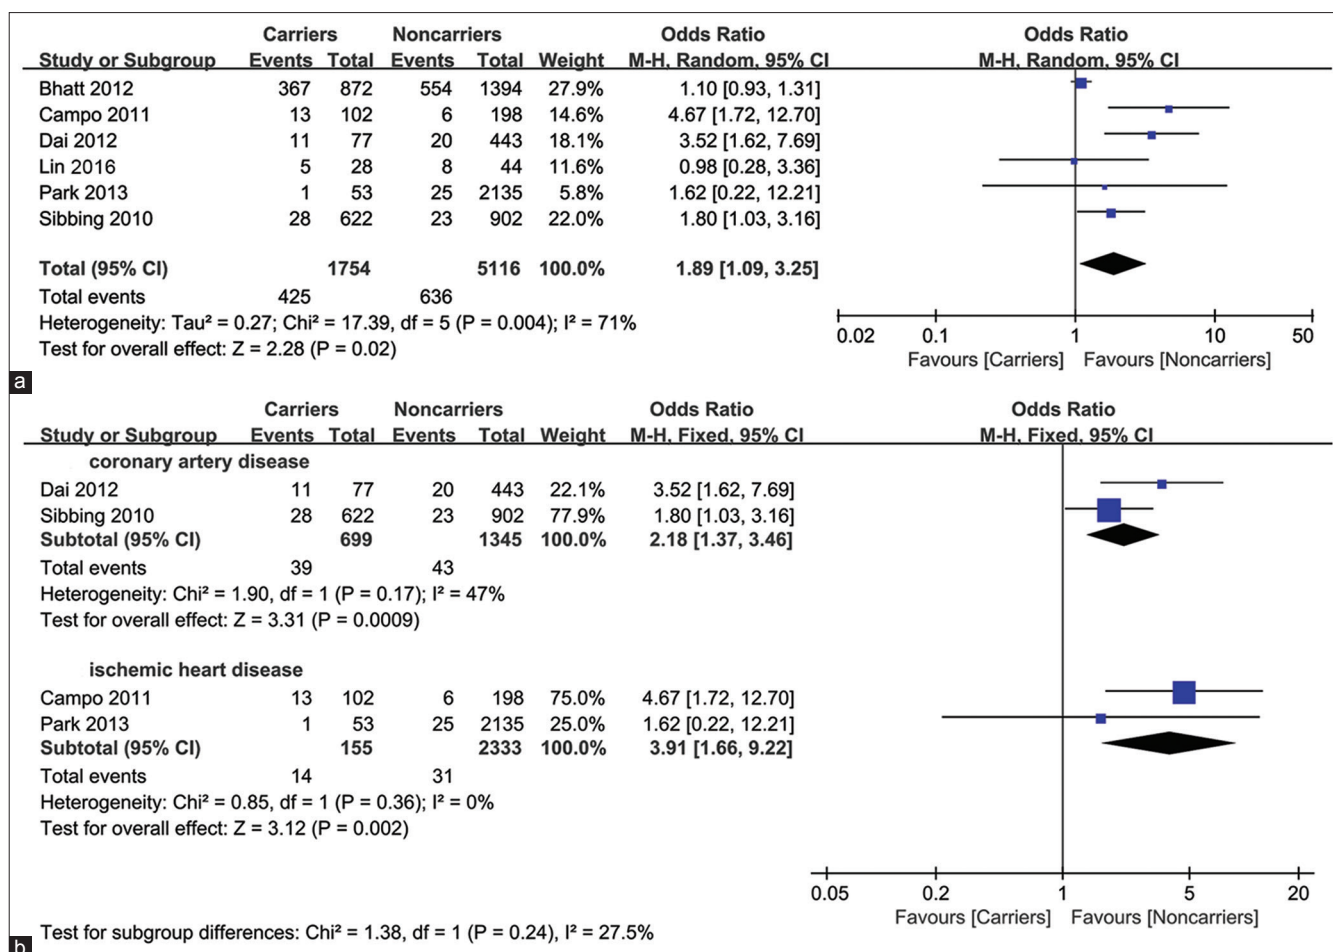 Carriers Noncarriers Odds Ratio Odds Ratio
Study or Subgroup Events Total Events Total Weight M-H, Random, 95% CI M-H, Random, 95% CI
Bhatt 2012 367 872 554 1394 27.9% 1.10 [0.93, 1.31]
Campo 2011 13 102 6 198 14.6% 4.67 [1.72, 12.70]
Dai 2012 11 77 20 443 18.1% 3.52 [1.62, 7.69]
Lin 2016 5 28 8 44 11.6% 0.98 [0.28, 3.36]
Park 2013 1 53 25 2135 5.8% 1.62 [0.22, 12.21]
Sibbing 2010 28 622 23 902 22.0% 1.80 [1.03, 3.16]
Total (95% CI) 1754 5116 100.0% 1.89 [1.09, 3.25]
Total events 425 636
Heterogeneity: Tau² = 0.27; Chi² = 17.39, df = 5 (P = 0.004); I² = 71%
Test for overall effect: Z = 2.28 (P = 0.02)
0.02 0.1 1 10 50
Favours [Carriers] Favours [Noncarriers]
a
Carriers Noncarriers Odds Ratio Odds Ratio
Study or Subgroup Events Total Events Total Weight M-H, Fixed, 95% CI M-H, Fixed, 95% CI
coronary artery disease
Dai 2012 11 77 20 443 22.1% 3.52 [1.62, 7.69]
Sibbing 2010 28 622 23 902 77.9% 1.80 [1.03, 3.16]
Subtotal (95% CI) 699 1345 100.0% 2.18 [1.37, 3.46]
Total events 39 43
Heterogeneity: Chi² = 1.90, df = 1 (P = 0.17); I² = 47%
Test for overall effect: Z = 3.31 (P = 0.0009)
ischemic heart disease
Campo 2011 13 102 6 198 75.0% 4.67 [1.72, 12.70]
Park 2013 1 53 25 2135 25.0% 1.62 [0.22, 12.21]
Subtotal (95% CI) 155 2333 100.0% 3.91 [1.66, 9.22]
Total events 14 31
Heterogeneity: Chi² = 0.85, df = 1 (P = 0.36); I² = 0%
Test for overall effect: Z = 3.12 (P = 0.002)
0.05 0.2 1 5 20
Favours [Carriers] Favours [Noncarriers]
Test for subgroup differences: Chi² = 1.38, df = 1 (P = 0.24), I² = 27.5%
b